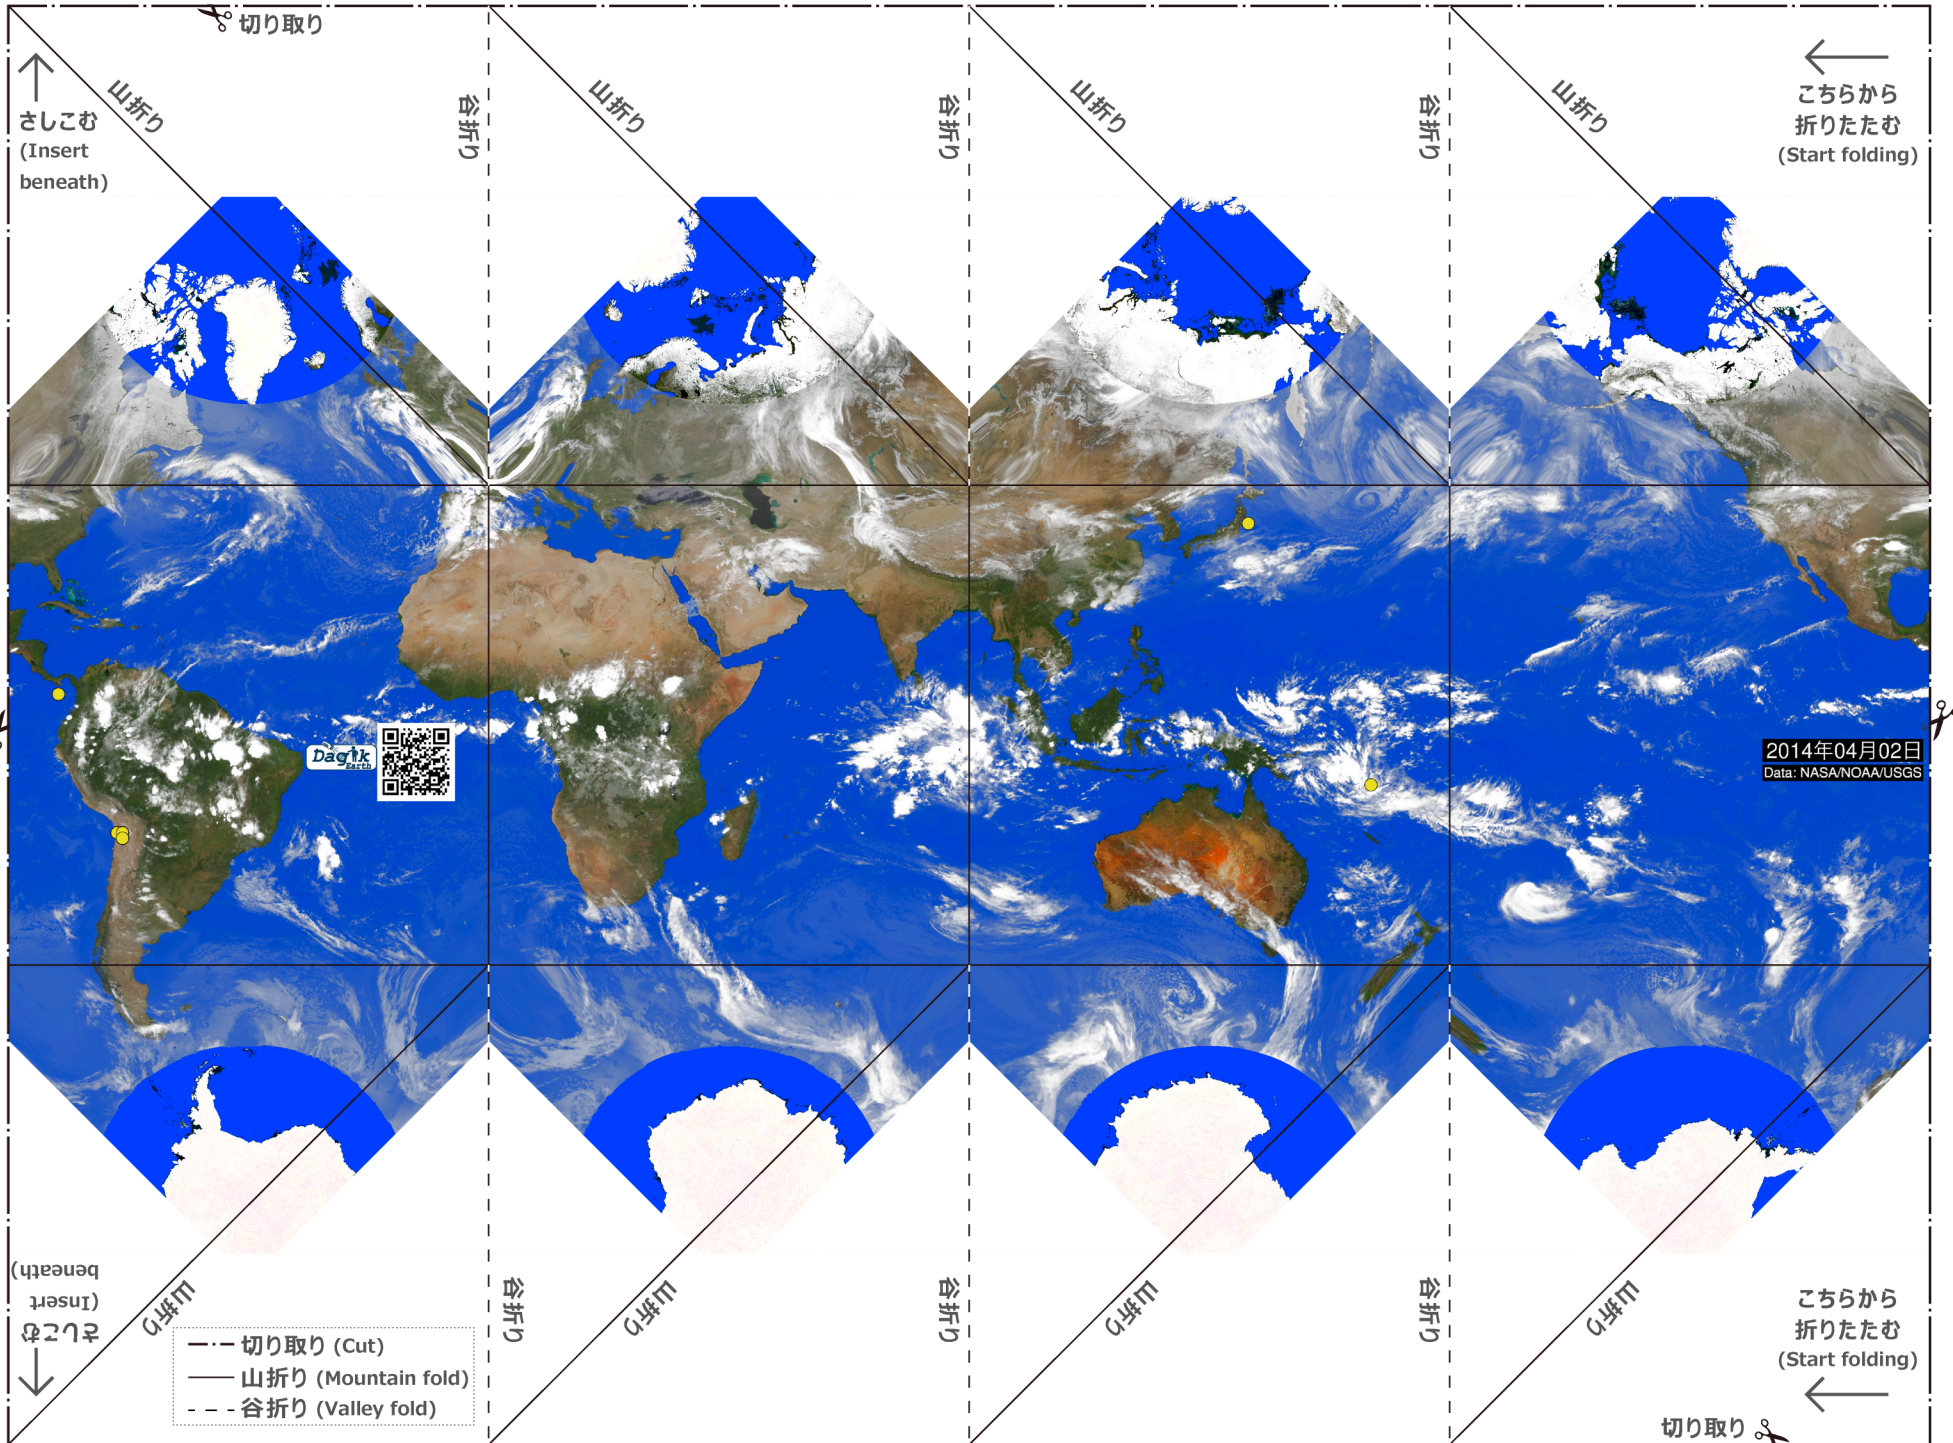 切り取り
さしこむ
(Insert
beneath)
山折り
谷折り
山折り
谷折り
山折り
谷折り
山折り
こちらから
折りたたむ
(Start folding)
Dagik
Earth
2014年04月02日
Data: NASA/NOAA/USGS
さしこむ
(Insert
beneath)
山折り
谷折り
山折り
谷折り
山折り
谷折り
山折り
こちらから
折りたたむ
(Start folding)
切り取り (Cut)
山折り (Mountain fold)
谷折り (Valley fold)
切り取り